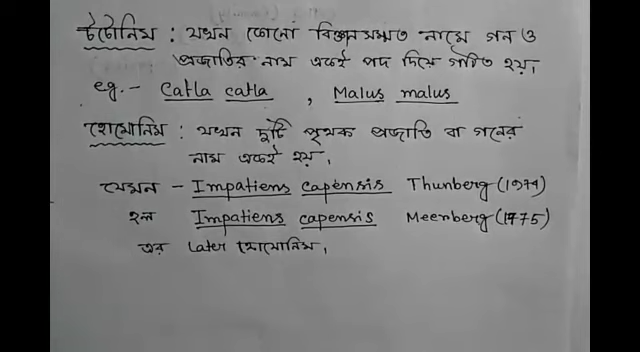 টটোনিম : যখন কোনো বিজ্ঞানসম্মত নামে গন ও
প্রজাতির নাম একই পদ দিয়ে গঠিত হয়,
eg. - Catla catla , Malus malus
হোমোনিম : যখন দুটি পৃথক প্রজাতি বা গনের
নাম একই হয়,
যেমন - Impatiens capensis Thunberg
হল Impatiens capensis Meenberg (1775)
এর Later হোমোনিম,